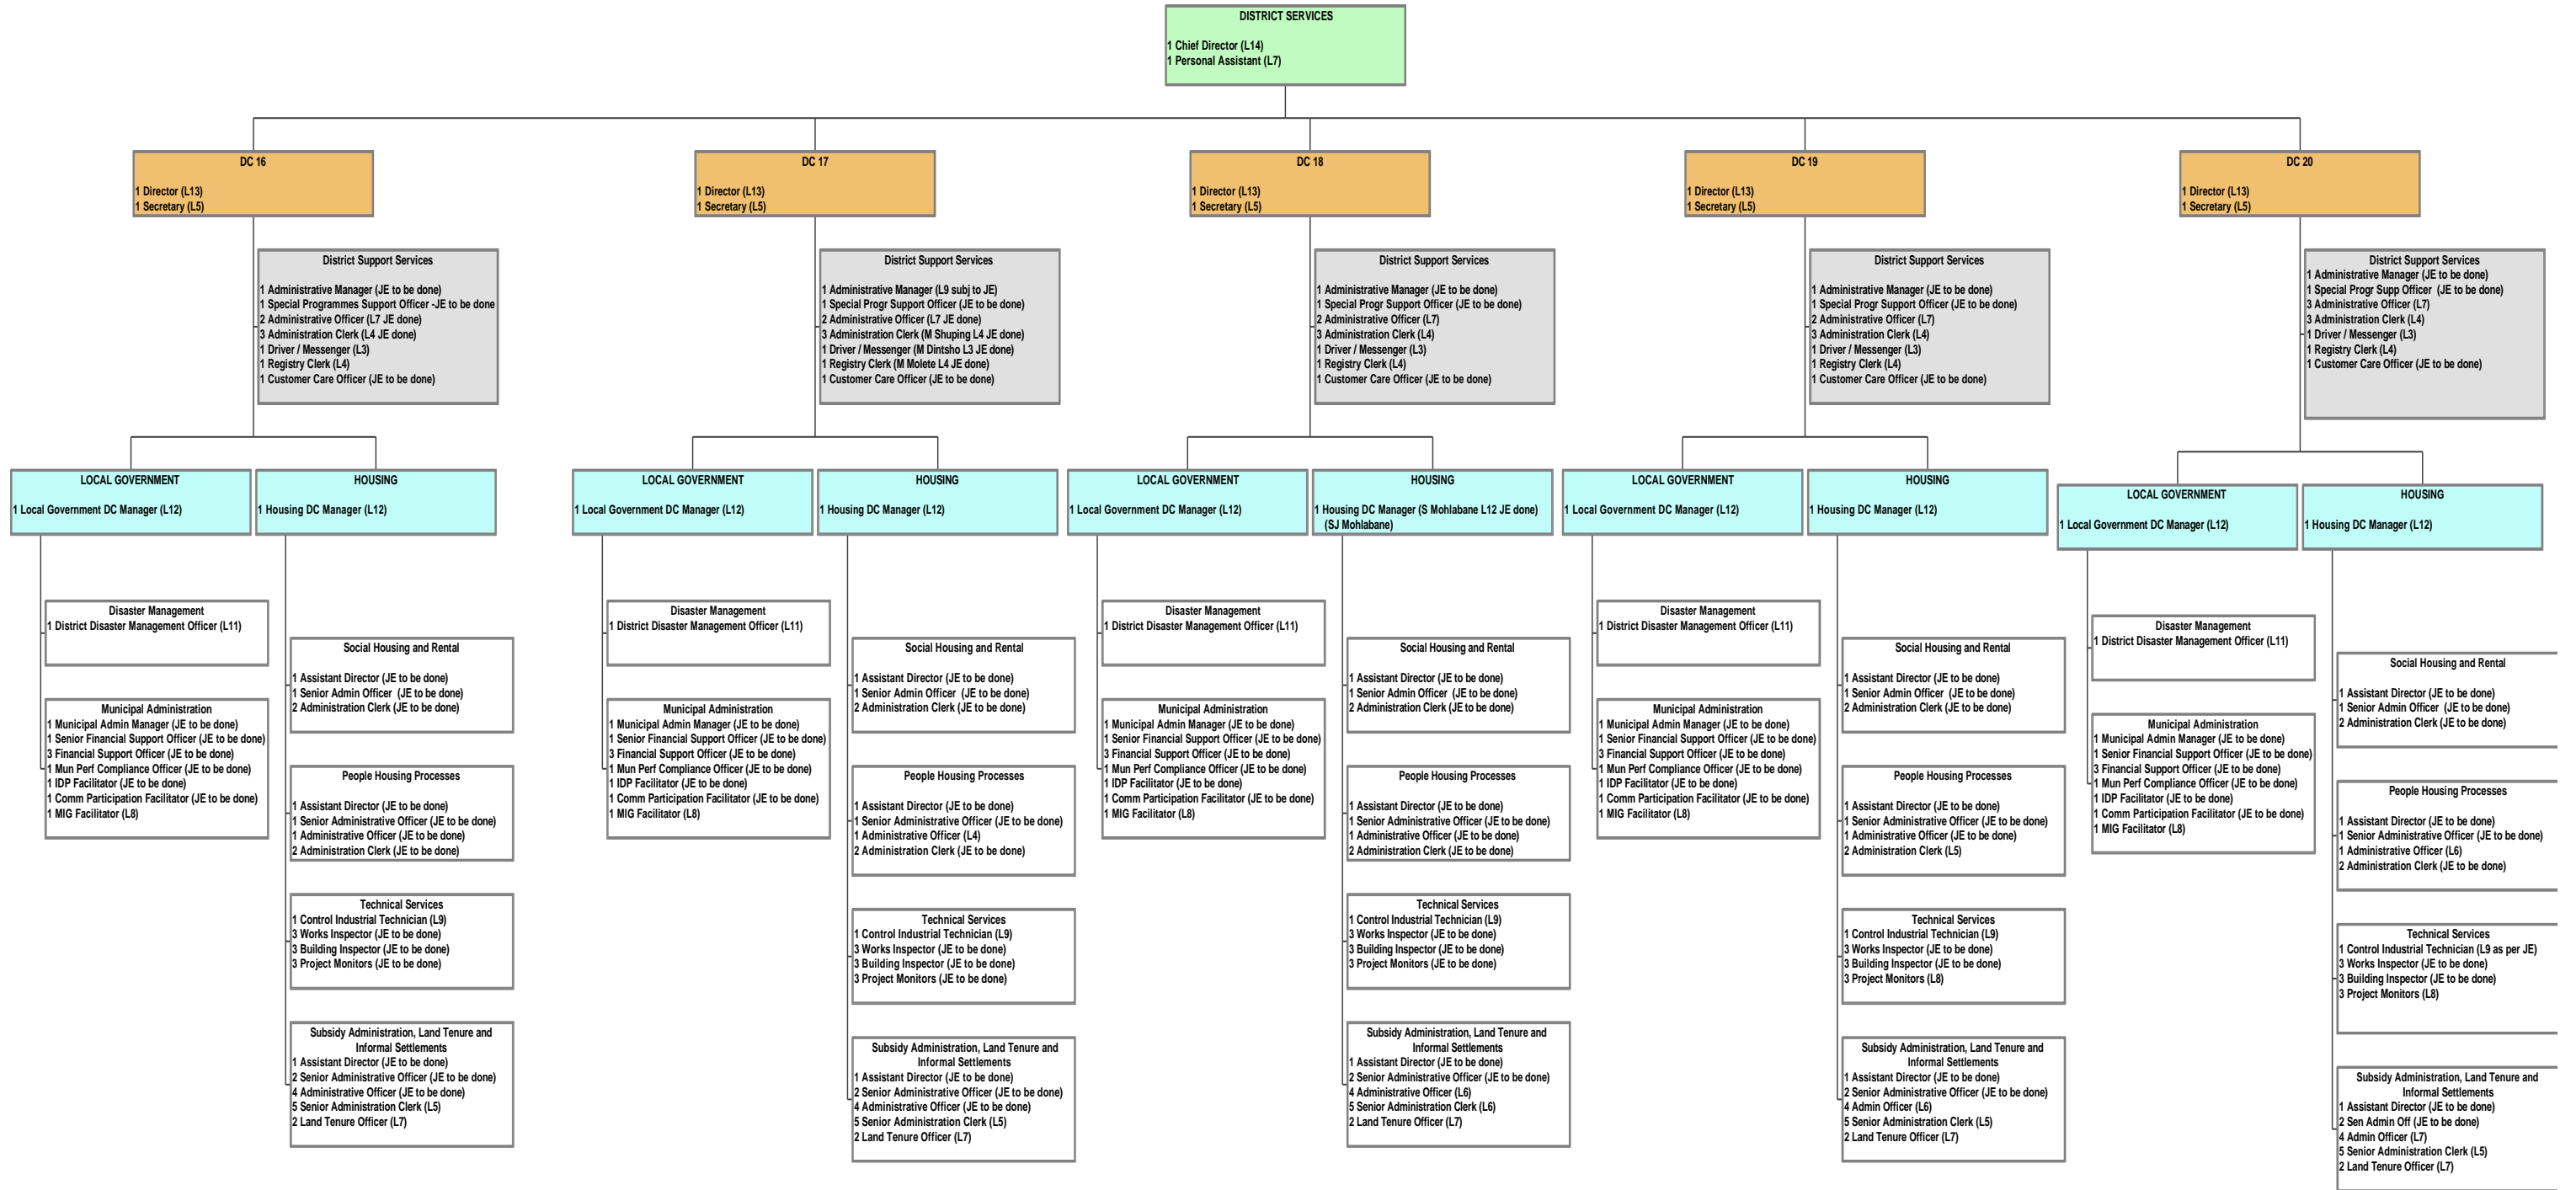 DISTRICT SERVICES
1 Chief Director (L14)
1 Personal Assistant (L7)
DC 16
1 Director (L13)
1 Secretary (L5)
DC 17
1 Director (L13)
1 Secretary (L5)
DC 18
1 Director (L13)
1 Secretary (L5)
DC 19
1 Director (L13)
1 Secretary (L5)
DC 20
1 Director (L13)
1 Secretary (L5)
District Support Services
1 Administrative Manager (JE to be done)
1 Special Programmes Support Officer -JE to be done
2 Administrative Officer (L7 JE done)
3 Administration Clerk (L4 JE done)
1 Driver / Messenger (L3)
1 Registry Clerk (L4)
1 Customer Care Officer (JE to be done)
District Support Services
1 Administrative Manager (L9 subj to JE)
1 Special Progr Support Officer (JE to be done)
2 Administrative Officer (L7 JE done)
3 Administration Clerk (M Shuping L4 JE done)
1 Driver / Messenger (M Dintsho L3 JE done)
1 Registry Clerk (M Molete L4 JE done)
1 Customer Care Officer (JE to be done)
District Support Services
1 Administrative Manager (JE to be done)
1 Special Progr Support Officer (JE to be done)
2 Administrative Officer (L7)
3 Administration Clerk (L4)
1 Driver / Messenger (L3)
1 Registry Clerk (L4)
1 Customer Care Officer (JE to be done)
District Support Services
1 Administrative Manager (JE to be done)
1 Special Progr Support Officer (JE to be done)
2 Administrative Officer (L7)
3 Administration Clerk (L4)
1 Driver / Messenger (L3)
1 Registry Clerk (L4)
1 Customer Care Officer (JE to be done)
District Support Services
1 Administrative Manager (JE to be done)
1 Special Progr Supp Officer (JE to be done)
3 Administrative Officer (L7)
3 Administration Clerk (L4)
1 Driver / Messenger (L3)
1 Registry Clerk (L4)
1 Customer Care Officer (JE to be done)
LOCAL GOVERNMENT
1 Local Government DC Manager (L12)
HOUSING
1 Housing DC Manager (L12)
LOCAL GOVERNMENT
1 Local Government DC Manager (L12)
HOUSING
1 Housing DC Manager (L12)
LOCAL GOVERNMENT
1 Local Government DC Manager (L12)
HOUSING
1 Housing DC Manager (S Mohlabane L12 JE done)
(SJ Mohlabane)
LOCAL GOVERNMENT
1 Local Government DC Manager (L12)
HOUSING
1 Housing DC Manager (L12)
LOCAL GOVERNMENT
1 Local Government DC Manager (L12)
HOUSING
1 Housing DC Manager (L12)
Disaster Management
1 District Disaster Management Officer (L11)
Municipal Administration
1 Municipal Admin Manager (JE to be done)
1 Senior Financial Support Officer (JE to be done)
3 Financial Support Officer (JE to be done)
1 Mun Perf Compliance Officer (JE to be done)
1 IDP Facilitator (JE to be done)
1 Comm Participation Facilitator (JE to be done)
1 MIG Facilitator (L8)
Social Housing and Rental
1 Assistant Director (JE to be done)
1 Senior Admin Officer (JE to be done)
2 Administration Clerk (JE to be done)
People Housing Processes
1 Assistant Director (JE to be done)
1 Senior Administrative Officer (JE to be done)
1 Administrative Officer (JE to be done)
2 Administration Clerk (JE to be done)
Technical Services
1 Control Industrial Technician (L9)
3 Works Inspector (JE to be done)
3 Building Inspector (JE to be done)
3 Project Monitors (JE to be done)
Subsidy Administration, Land Tenure and
Informal Settlements
1 Assistant Director (JE to be done)
2 Senior Administrative Officer (JE to be done)
4 Administrative Officer (JE to be done)
5 Senior Administration Clerk (L5)
2 Land Tenure Officer (L7)
Disaster Management
1 District Disaster Management Officer (L11)
Municipal Administration
1 Municipal Admin Manager (JE to be done)
1 Senior Financial Support Officer (JE to be done)
3 Financial Support Officer (JE to be done)
1 Mun Perf Compliance Officer (JE to be done)
1 IDP Facilitator (JE to be done)
1 Comm Participation Facilitator (JE to be done)
1 MIG Facilitator (L8)
Social Housing and Rental
1 Assistant Director (JE to be done)
1 Senior Admin Officer (JE to be done)
2 Administration Clerk (JE to be done)
People Housing Processes
1 Assistant Director (JE to be done)
1 Senior Administrative Officer (JE to be done)
1 Administrative Officer (L4)
2 Administration Clerk (JE to be done)
Technical Services
1 Control Industrial Technician (L9)
3 Works Inspector (JE to be done)
3 Building Inspector (JE to be done)
3 Project Monitors (JE to be done)
Subsidy Administration, Land Tenure and
Informal Settlements
1 Assistant Director (JE to be done)
2 Senior Administrative Officer (JE to be done)
4 Administrative Officer (JE to be done)
5 Senior Administration Clerk (L5)
2 Land Tenure Officer (L7)
Disaster Management
1 District Disaster Management Officer (L11)
Municipal Administration
1 Municipal Admin Manager (JE to be done)
1 Senior Financial Support Officer (JE to be done)
3 Financial Support Officer (JE to be done)
1 Mun Perf Compliance Officer (JE to be done)
1 IDP Facilitator (JE to be done)
1 Comm Participation Facilitator (JE to be done)
1 MIG Facilitator (L8)
Social Housing and Rental
1 Assistant Director (JE to be done)
1 Senior Admin Officer (JE to be done)
2 Administration Clerk (JE to be done)
People Housing Processes
1 Assistant Director (JE to be done)
1 Senior Administrative Officer (JE to be done)
1 Administrative Officer (JE to be done)
2 Administration Clerk (JE to be done)
Technical Services
1 Control Industrial Technician (L9)
3 Works Inspector (JE to be done)
3 Building Inspector (JE to be done)
3 Project Monitors (JE to be done)
Subsidy Administration, Land Tenure and
Informal Settlements
1 Assistant Director (JE to be done)
2 Senior Administrative Officer (JE to be done)
4 Administrative Officer (L6)
5 Senior Administration Clerk (L6)
2 Land Tenure Officer (L7)
Disaster Management
1 District Disaster Management Officer (L11)
Municipal Administration
1 Municipal Admin Manager (JE to be done)
1 Senior Financial Support Officer (JE to be done)
3 Financial Support Officer (JE to be done)
1 Mun Perf Compliance Officer (JE to be done)
1 IDP Facilitator (JE to be done)
1 Comm Participation Facilitator (JE to be done)
1 MIG Facilitator (L8)
Social Housing and Rental
1 Assistant Director (JE to be done)
1 Senior Admin Officer (JE to be done)
2 Administration Clerk (JE to be done)
People Housing Processes
1 Assistant Director (JE to be done)
1 Senior Administrative Officer (JE to be done)
1 Administrative Officer (JE to be done)
2 Administration Clerk (L5)
Technical Services
1 Control Industrial Technician (L9)
3 Works Inspector (JE to be done)
3 Building Inspector (JE to be done)
3 Project Monitors (L8)
Subsidy Administration, Land Tenure and
Informal Settlements
1 Assistant Director (JE to be done)
2 Senior Administrative Officer (JE to be done)
4 Admin Officer (L6)
5 Senior Administration Clerk (L5)
2 Land Tenure Officer (L7)
Disaster Management
1 District Disaster Management Officer (L11)
Municipal Administration
1 Municipal Admin Manager (JE to be done)
1 Senior Financial Support Officer (JE to be done)
3 Financial Support Officer (JE to be done)
1 Mun Perf Compliance Officer (JE to be done)
1 IDP Facilitator (JE to be done)
1 Comm Participation Facilitator (JE to be done)
1 MIG Facilitator (L8)
Social Housing and Rental
1 Assistant Director (JE to be done)
1 Senior Admin Officer (JE to be done)
2 Administration Clerk (JE to be done)
People Housing Processes
1 Assistant Director (JE to be done)
1 Senior Administrative Officer (JE to be done)
1 Administrative Officer (L6)
2 Administration Clerk (JE to be done)
Technical Services
1 Control Industrial Technician (L9 as per JE)
3 Works Inspector (JE to be done)
3 Building Inspector (JE to be done)
3 Project Monitors (L8)
Subsidy Administration, Land Tenure and
Informal Settlements
1 Assistant Director (JE to be done)
2 Sen Admin Off (JE to be done)
4 Admin Officer (L7)
5 Senior Administration Clerk (L5)
2 Land Tenure Officer (L7)